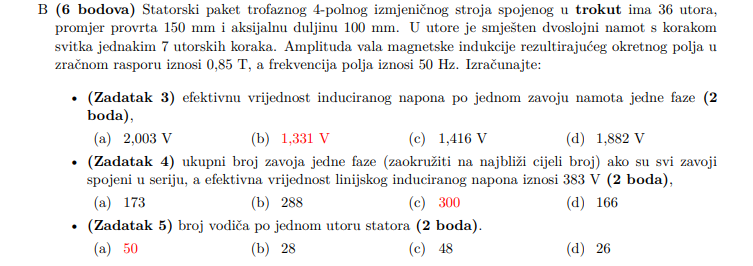 B (6 bodova) Statorski paket trofaznog 4-polnog izmjeničnog stroja spojenog u trokut ima 36 utora,
promjer provrta 150 mm i aksijalnu duljinu 100 mm. U utore je smješten dvoslojni namot s korakom
svitka jednakim 7 utorskih koraka. Amplituda vala magnetske indukcije rezultirajućeg okretnog polja u
zračnom rasporu iznosi 0,85 T, a frekvencija polja iznosi 50 Hz. Izračunajte:
• (Zadatak 3) efektivnu vrijednost induciranog napona po jednom zavoju namota jedne faze (2
boda),
(a) 2,003 V (b) 1,331 V (c) 1,416 V (d) 1,882 V
• (Zadatak 4) ukupni broj zavoja jedne faze (zaokružiti na najbliži cijeli broj) ako su svi zavoji
spojeni u seriju, a efektivna vrijednost linijskog induciranog napona iznosi 383 V (2 boda),
(a) 173 (b) 288 (c) 300 (d) 166
• (Zadatak 5) broj vodiča po jednom utoru statora (2 boda).
(a) 50 (b) 28 (c) 48 (d) 26